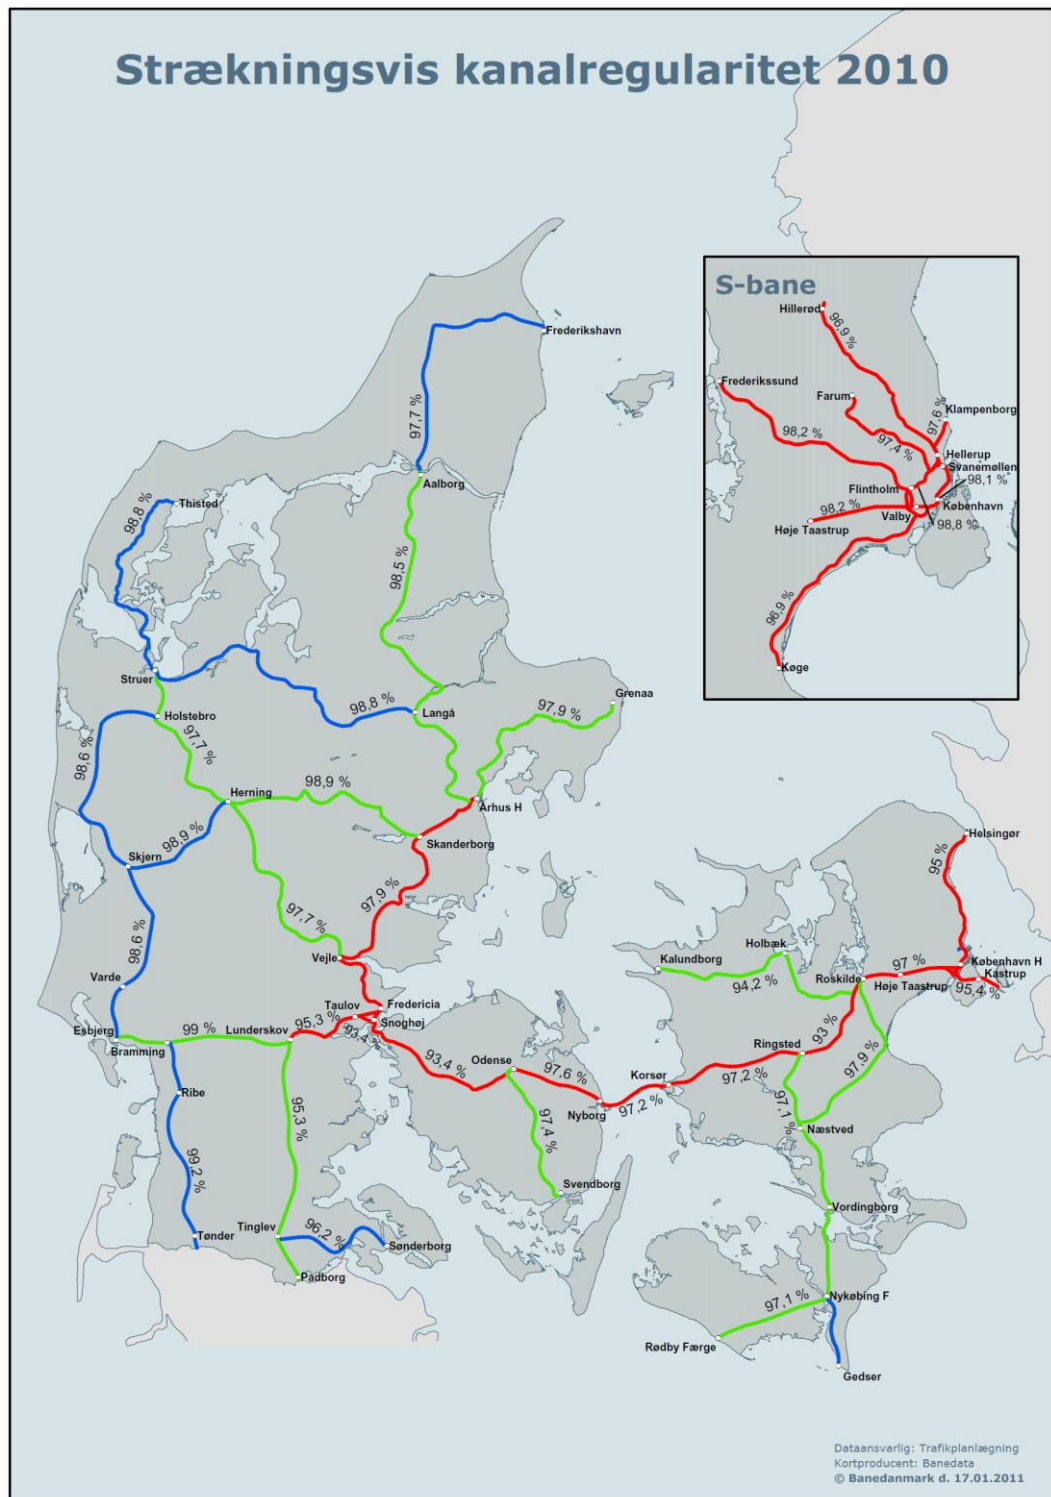 Strækningsvis kanalregularitet 2010
S-bane
Hillerød
96,9 %
Frederikssund
Farum
Klampenborg
97,6 %
98,2 %
97,4 %
Hellerup
Svanemøllen
98,1 %
Flintholm
København
98,2 %
Valby
Høje Taastrup
98,8 %
96,9 %
Køge
Frederikshavn
97,7 %
Aalborg
98,8 %
Thisted
98,5 %
Struer
Grenaa
98,8 %
Langå
97,9 %
Holstebro
97,7 %
98,6 %
98,9 %
Herning
Århus H
Skanderborg
98,9 %
Skjern
97,9 %
97,7 %
98,6 %
Vejle
Helsingør
95 %
Holbæk
Kalundborg
97 %
København H
Roskilde
Kastrup
Høje Taastrup
94,2 %
95,4 %
Varde
Taulov
Fredericia
Snoghøj
Esbjerg
99 %
Lunderskov
95,3 %
93,4 %
93 %
Bramming
Ringsted
97,9 %
93,4 %
Odense
97,6 %
Korsør
97,2 %
Ribe
Nyborg
97,2 %
97,1 %
Næstved
95,3 %
97,4 %
99,2 %
Svendborg
Vordingborg
Tønder
Tinglev
96,2 %
Sønderborg
Padborg
97,1 %
Nykøbing F
Rødby Færge
Gedser
Dataansvarlig: Trafikplanlægning
Kortproducent: Banedata
© Banedanmark d. 17.01.2011